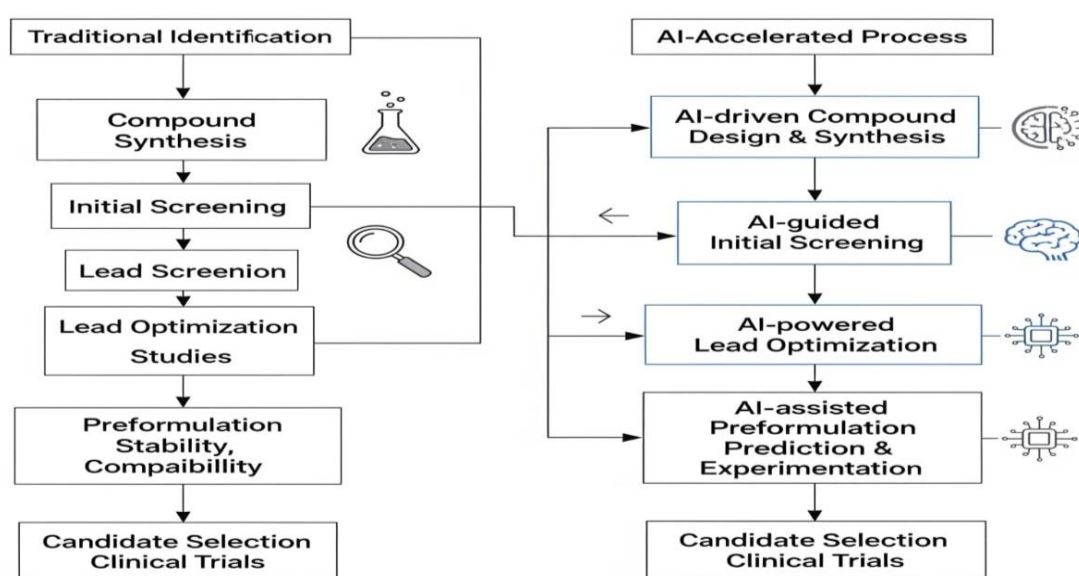 Traditional Identification
Compound
Synthesis
Initial Screening
Lead Screenion
Lead Optimization
Studies
Preformulation
Stability,
Compaibillity
Candidate Selection
Clinical Trials
AI-Accelerated Process
AI-driven Compound
Design & Synthesis
AI-guided
Initial Screening
AI-powered
Lead Optimization
AI-assisted
Preformulation
Prediction &
Experimentation
Candidate Selection
Clinical Trials